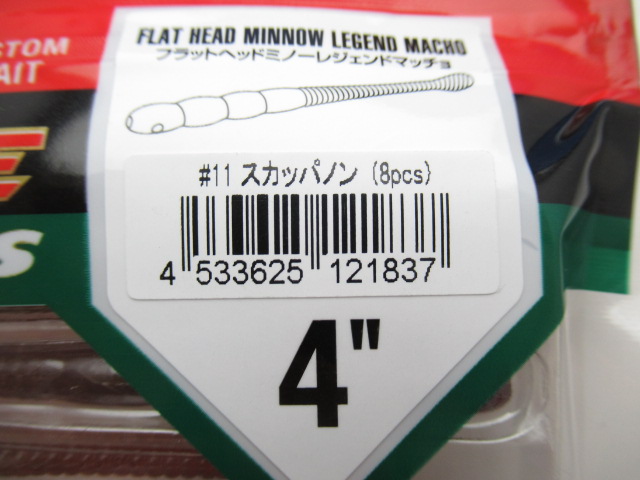 STOM
AIT
FLAT HEAD MINNOW LEGEND MACHO
フラットヘッドミノーレジェンドマッチョ
#11 スカッパノン (8pcs)
4 533625 121837
4"
E
S